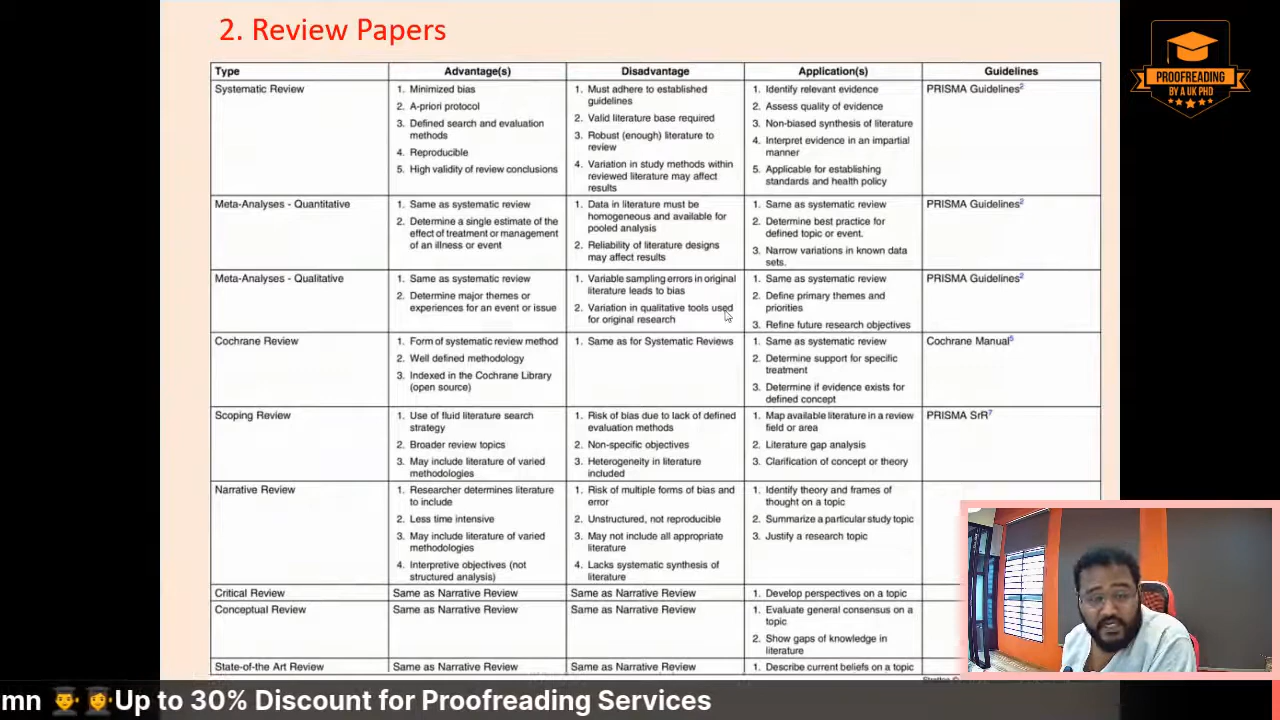 2. Review Papers
PROOFREADING
BY A UK PHD
Type Advantage(s) Disadvantage Application(s) Guidelines
Systematic Review
1. Minimized bias
2. A-priori protocol
3. Defined search and evaluation
methods
4. Reproducible
5. High validity of review conclusions
1. Must adhere to established
guidelines
2. Valid literature base required
3. Robust (enough) literature to
review
4. Variation in study methods within
reviewed literature may affect
results
1. Identify relevant evidence
2. Assess quality of evidence
3. Non-biased synthesis of literature
4. Interpret evidence in an impartial
manner
5. Applicable for establishing
standards and health policy
PRISMA Guidelines2
Meta-Analyses - Quantitative
1. Same as systematic review
2. Determine a single estimate of the
effect of treatment or management
of an illness or event
1. Data in literature must be
homogeneous and available for
pooled analysis
2. Reliability of literature designs
may affect results
1. Same as systematic review
2. Determine best practice for
defined topic or event.
3. Narrow variations in known data
sets.
PRISMA Guidelines2
Meta-Analyses - Qualitative
1. Same as systematic review
2. Determine major themes or
experiences for an event or issue
1. Variable sampling errors in original
literature leads to bias
2. Variation in qualitative tools used
for original research
1. Same as systematic review
2. Define primary themes and
priorities
3. Refine future research objectives
PRISMA Guidelines2
Cochrane Review
1. Form of systematic review method
2. Well defined methodology
3. Indexed in the Cochrane Library
(open source)
1. Same as for Systematic Reviews
1. Same as systematic review
2. Determine support for specific
treatment
3. Determine if evidence exists for
defined concept
Cochrane Manual5
Scoping Review
1. Use of fluid literature search
strategy
2. Broader review topics
3. May include literature of varied
methodologies
1. Risk of bias due to lack of defined
evaluation methods
2. Non-specific objectives
3. Heterogeneity in literature
included
1. Map available literature in a review
field or area
2. Literature gap analysis
3. Clarification of concept or theory
PRISMA SrR7
Narrative Review
1. Researcher determines literature
to include
2. Less time intensive
3. May include literature of varied
methodologies
4. Interpretive objectives (not
structured analysis)
1. Risk of multiple forms of bias and
error
2. Unstructured, not reproducible
3. May not include all appropriate
literature
4. Lacks systematic synthesis of
literature
1. Identify theory and frames of
thought on a topic
2. Summarize a particular study topic
3. Justify a research topic
Critical Review
Same as Narrative Review
Same as Narrative Review
1. Develop perspectives on a topic
Conceptual Review
Same as Narrative Review
Same as Narrative Review
1. Evaluate general consensus on a
topic
2. Show gaps of knowledge in
literature
State-of-the Art Review
Same as Narrative Review
Same as Narrative Review
1. Describe current beliefs on a topic
mn 👨‍🎓 👩‍🎓Up to 30% Discount for Proofreading Services